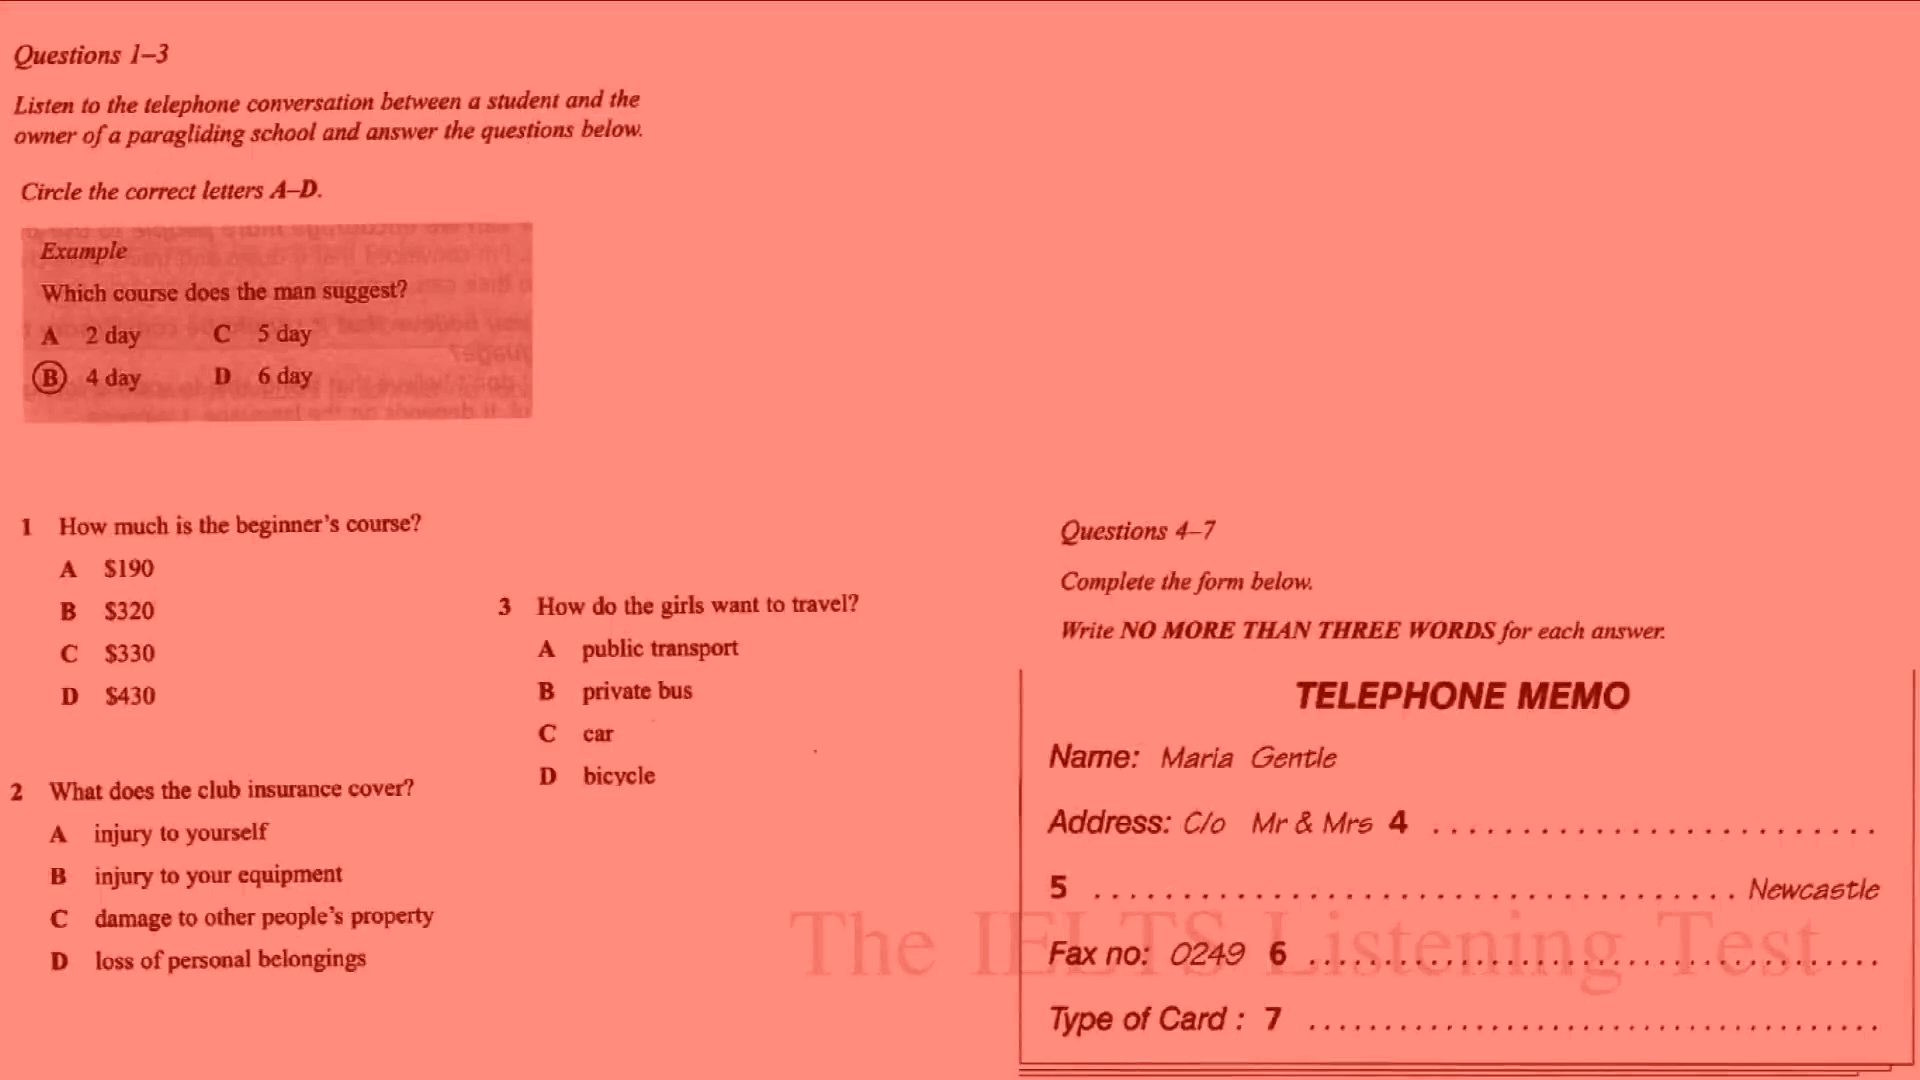 Questions 1–3
Listen to the telephone conversation between a student and the
owner of a paragliding school and answer the questions below.
Circle the correct letters A–D.
Example
Which course does the man suggest?
A 2 day C 5 day
B 4 day D 6 day
1 How much is the beginner's course?
A $190
B $320
C $330
D $430
2 What does the club insurance cover?
A injury to yourself
B injury to your equipment
C damage to other people's property
D loss of personal belongings
3 How do the girls want to travel?
A public transport
B private bus
C car
D bicycle
Questions 4–7
Complete the form below.
Write NO MORE THAN THREE WORDS for each answer.
TELEPHONE MEMO
Name: Maria Gentle
Address: C/o Mr & Mrs 4 ........................
5 .................................... Newcastle
Fax no: 0249 6 ................................
Type of Card : 7 ................................
The IELTS Listening Test